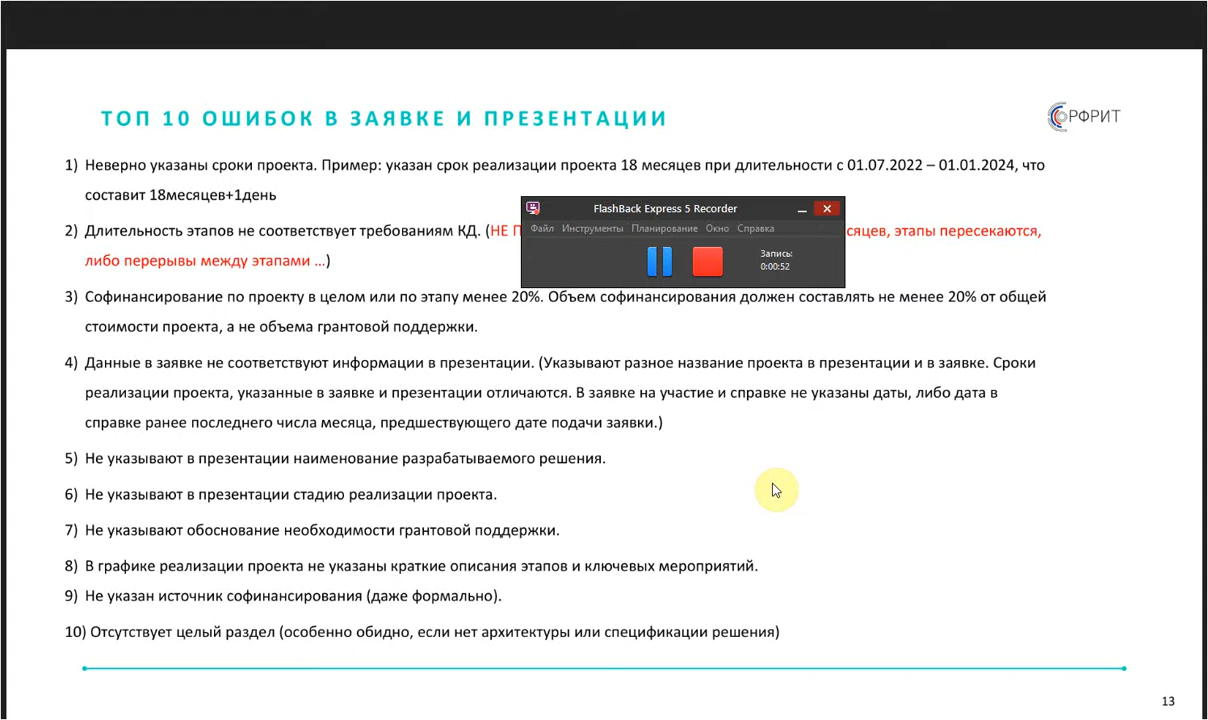 ТОП 10 ОШИБОК В ЗАЯВКЕ И ПРЕЗЕНТАЦИИ
РФРИТ
1) Неверно указаны сроки проекта. Пример: указан срок реализации проекта 18 месяцев при длительности с 01.07.2022 – 01.01.2024, что
составит 18месяцев+1день
2) Длительность этапов не соответствует требованиям КД. (НЕ
этапы пересекаются,
либо перерывы между этапами ...)
FlashBack Express 5 Recorder
Файл Инструменты Планирование Окно Справка
Запись:
0:00:52
3) Софинансирование по проекту в целом или по этапу менее 20%. Объем софинансирования должен составлять не менее 20% от общей
стоимости проекта, а не объема грантовой поддержки.
4) Данные в заявке не соответствуют информации в презентации. (Указывают разное название проекта в презентации и в заявке. Сроки
реализации проекта, указанные в заявке и презентации отличаются. В заявке на участие и справке не указаны даты, либо дата в
справке ранее последнего числа месяца, предшествующего дате подачи заявки.)
5) Не указывают в презентации наименование разрабатываемого решения.
6) Не указывают в презентации стадию реализации проекта.
7) Не указывают обоснование необходимости грантовой поддержки.
8) В графике реализации проекта не указаны краткие описания этапов и ключевых мероприятий.
9) Не указан источник софинансирования (даже формально).
10) Отсутствует целый раздел (особенно обидно, если нет архитектуры или спецификации решения)
13